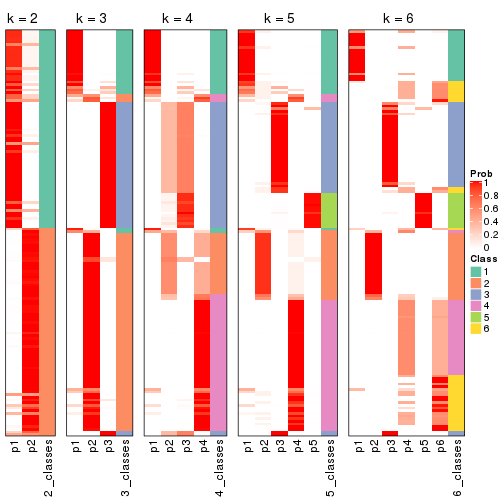 k = 2
k = 3
k = 4
k = 5
k = 6
p1
p2
2_classes
p1
p2
p3
3_classes
p1
p2
p3
p4
4_classes
p1
p2
p3
p4
p5
5_classes
p1
p2
p3
p4
p5
p6
6_classes
Prob
1
0.8
0.6
0.4
0.2
0
Class
1
2
3
4
5
6